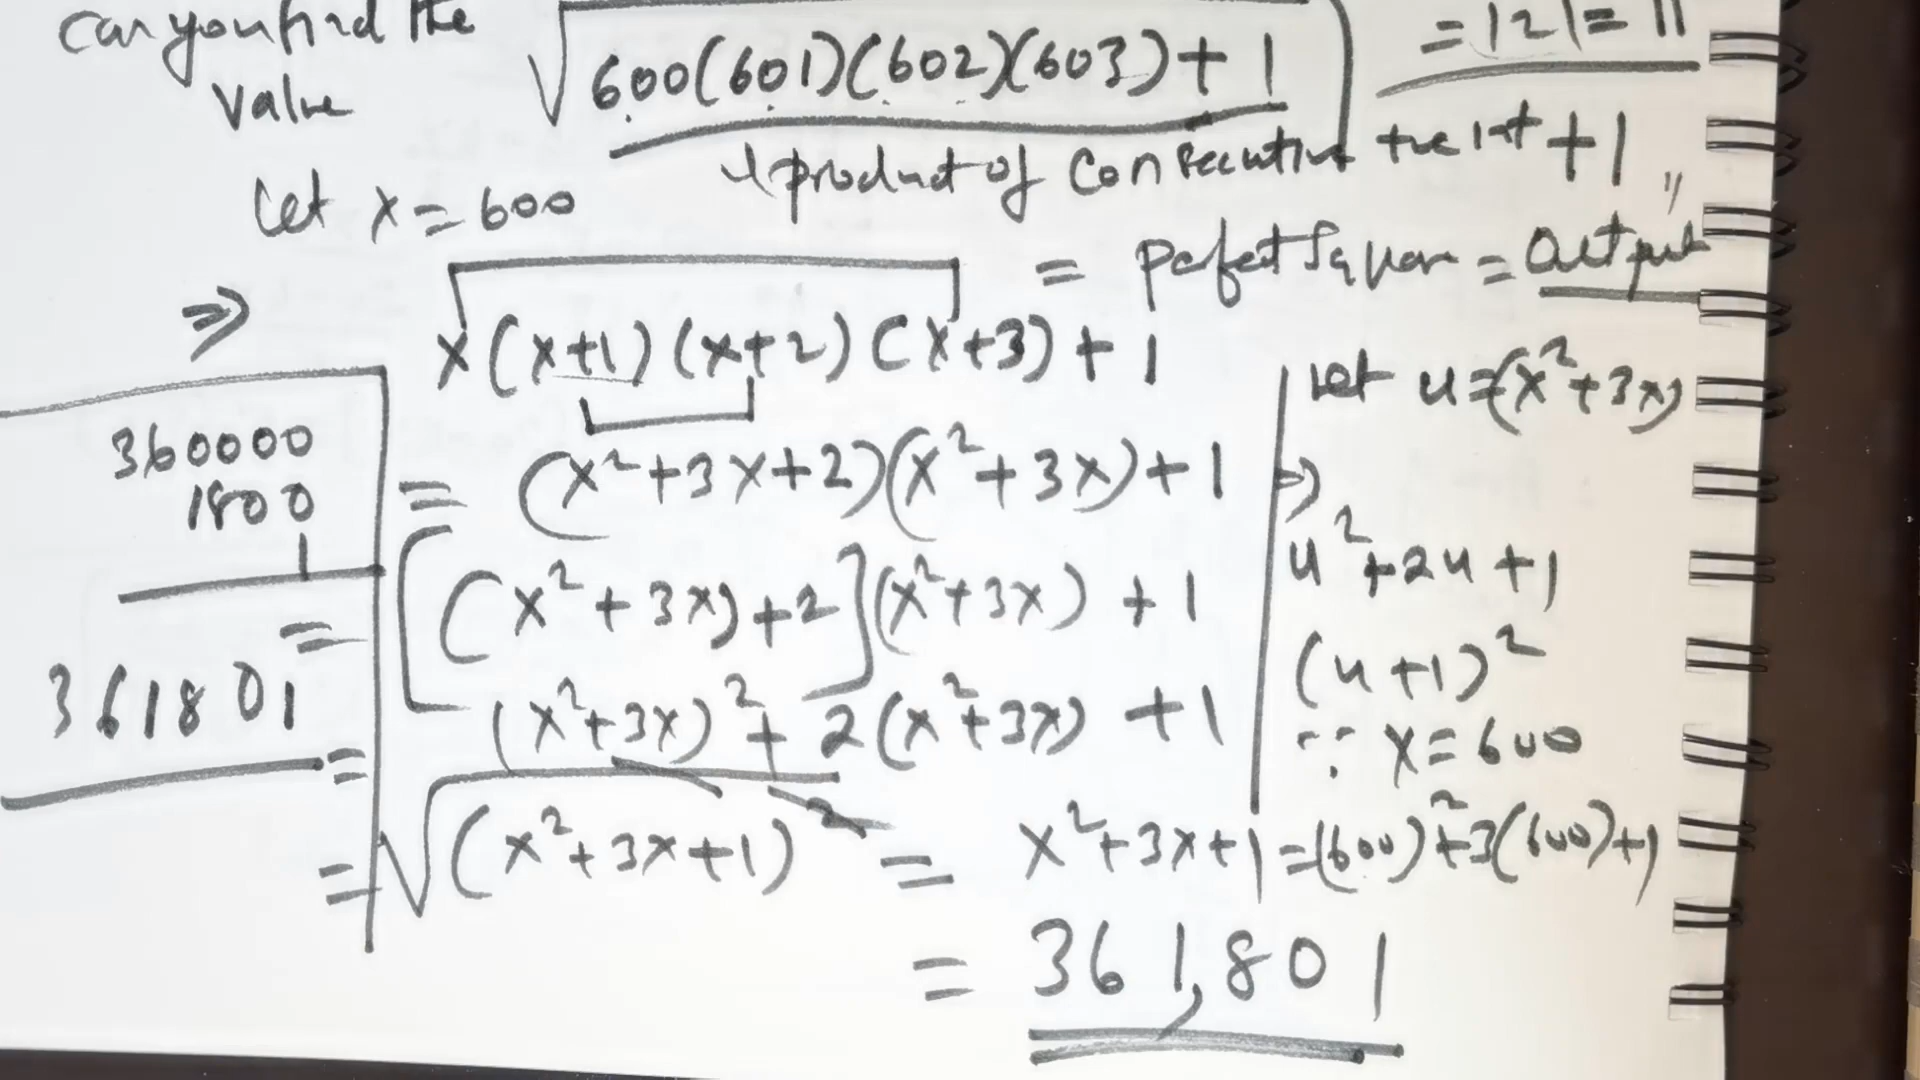 can you find the value
√600(601)(602)(603)+1
=121=11
4 product of consecutive +ve int +1
Let x=600
= perfect square = output
⇒
x(x+1)(x+2)(x+3)+1
Let u=(x²+3x)
360000
1800
1
=
361801
= (x²+3x+2)(x²+3x)+1
⇒
u²+2u+1
[(x²+3x)+2](x²+3x)+1
(u+1)²
= (x²+3x)²+2(x²+3x)+1
∵ x=600
= √(x²+3x+1)² = x²+3x+1=(600)²+3(600)+1
= 361,801